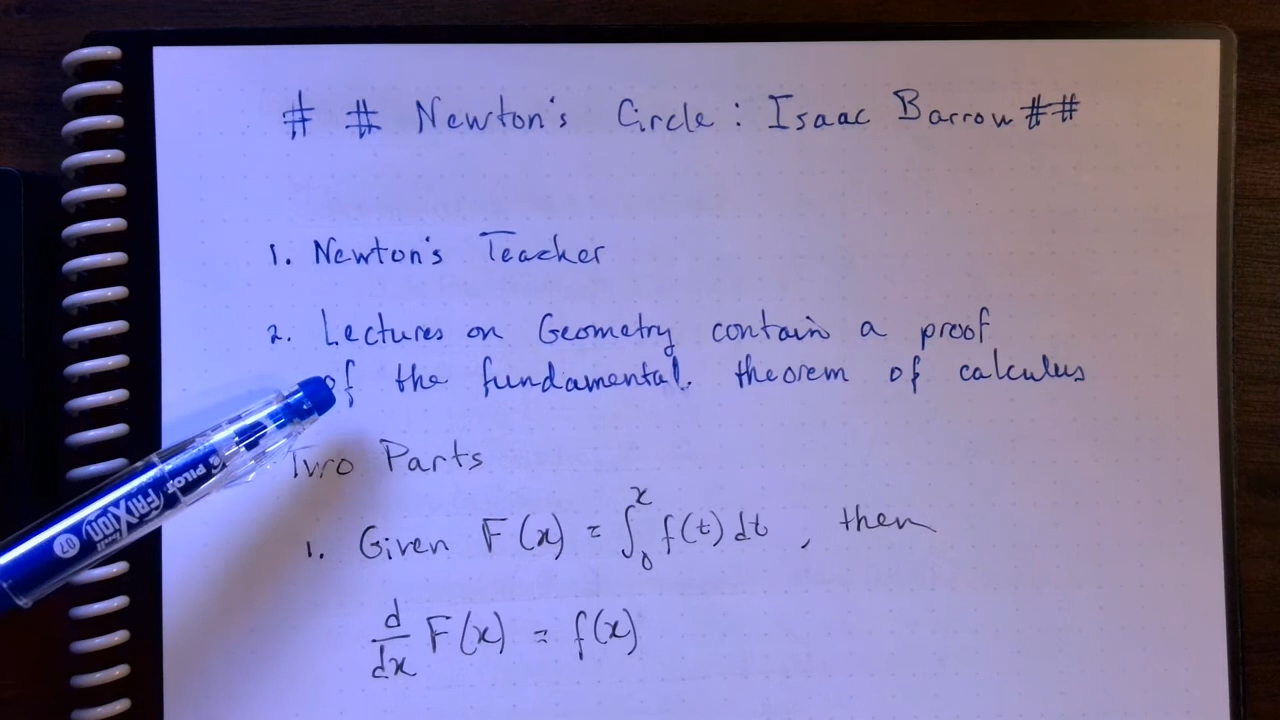 # # Newton's Circle: Isaac Barrow ##
1. Newton's Teacher
2. Lectures on Geometry contain a proof
of the fundamental. theorem of calculus
Two Parts
1. Given F(x) = ∫₀ˣ f(t) dt , then
d/dx F(x) = f(x)
PILOT
FRIXION
07